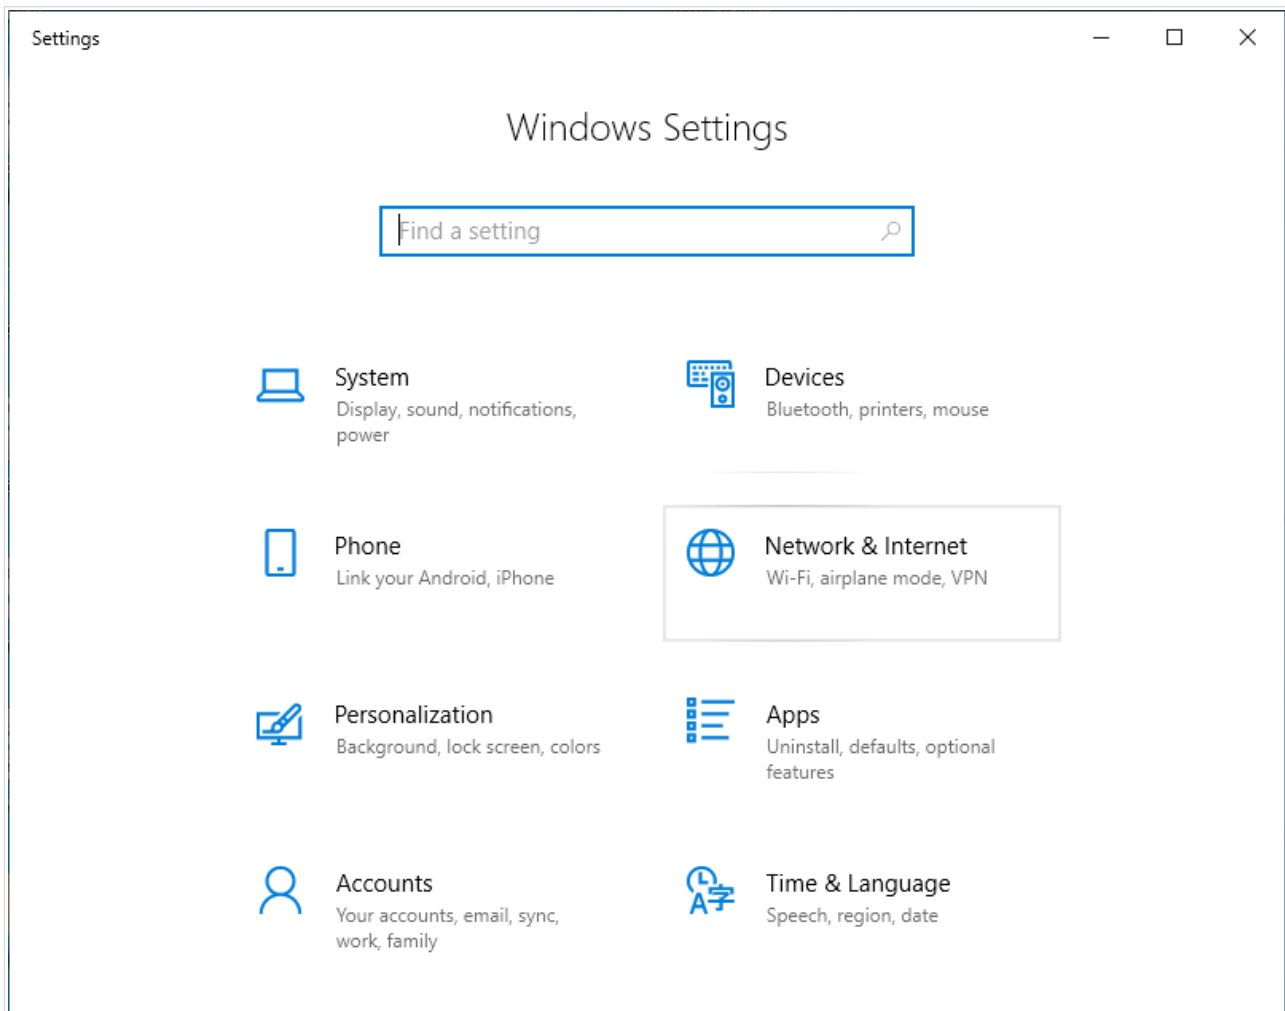 Settings
Windows Settings
Find a setting
System
Display, sound, notifications,
power
Devices
Bluetooth, printers, mouse
Phone
Link your Android, iPhone
Network & Internet
Wi-Fi, airplane mode, VPN
Personalization
Background, lock screen, colors
Apps
Uninstall, defaults, optional
features
Accounts
Your accounts, email, sync,
work, family
Time & Language
Speech, region, date